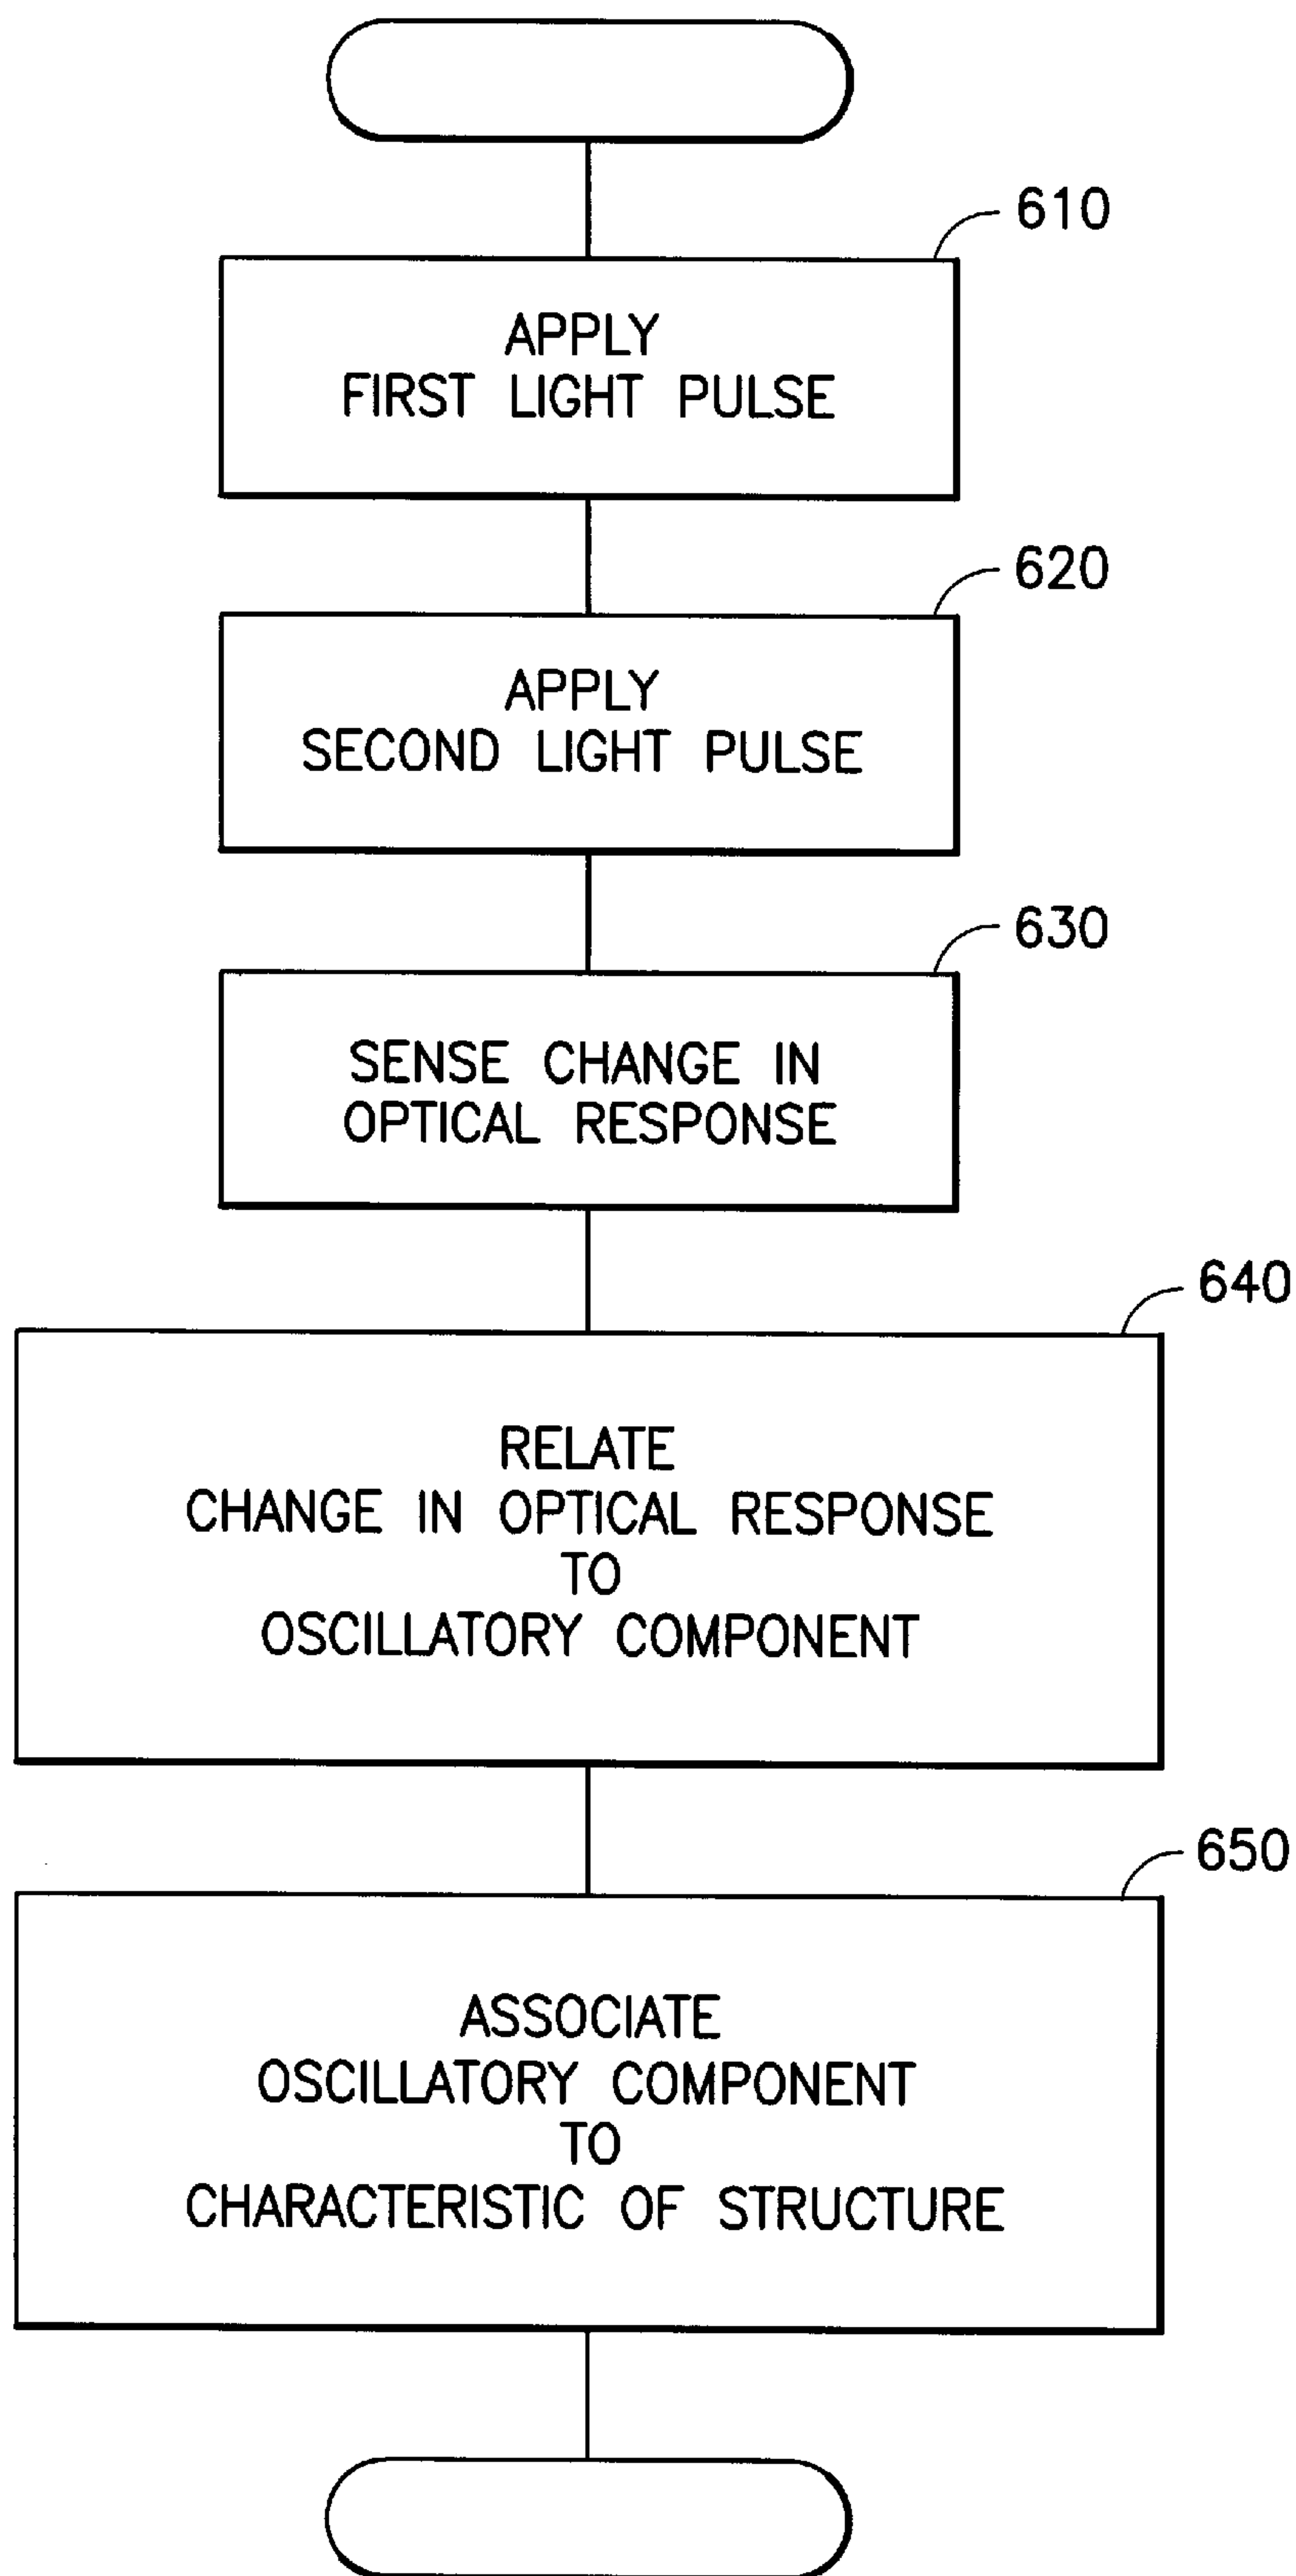 610
APPLY
FIRST LIGHT PULSE
620
APPLY
SECOND LIGHT PULSE
630
SENSE CHANGE IN
OPTICAL RESPONSE
640
RELATE
CHANGE IN OPTICAL RESPONSE
TO
OSCILLATORY COMPONENT
650
ASSOCIATE
OSCILLATORY COMPONENT
TO
CHARACTERISTIC OF STRUCTURE